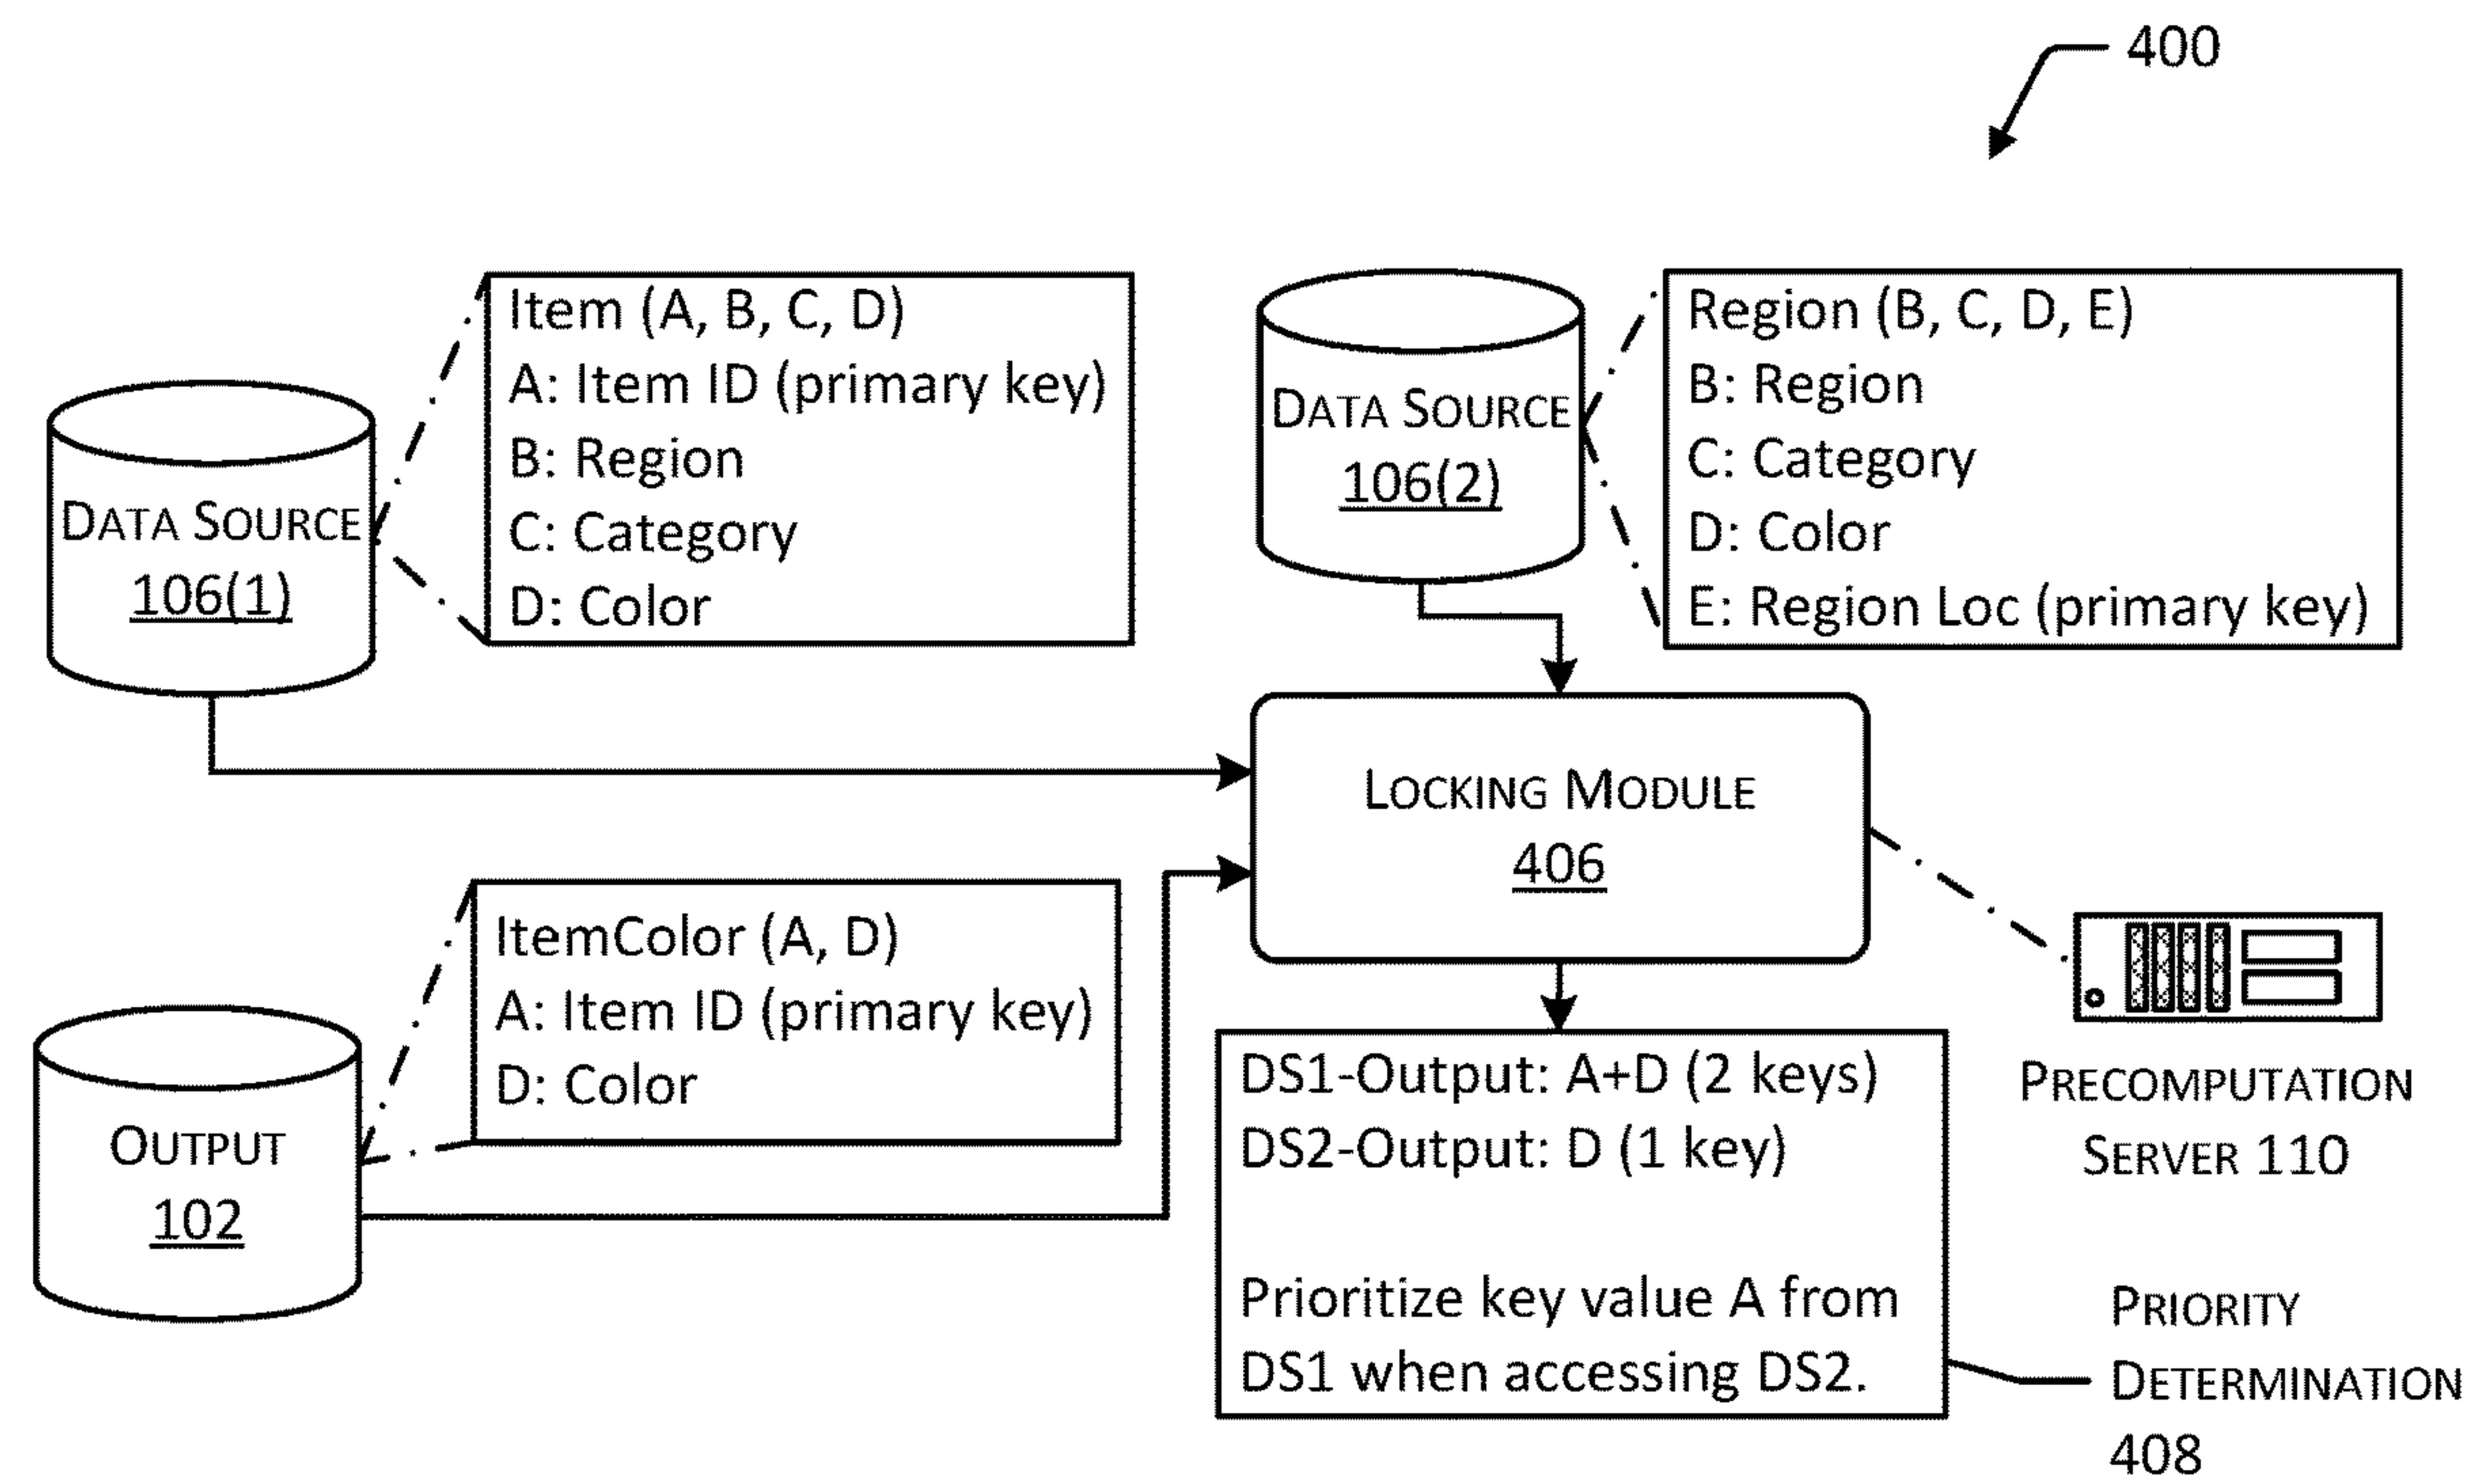 400
Item (A, B, C, D)
A: Item ID (primary key)
B: Region
C: Category
D: Color
DATA SOURCE
106(1)
DATA SOURCE
106(2)
Region (B, C, D, E)
B: Region
C: Category
D: Color
E: Region Loc (primary key)
LOCKING MODULE
406
ItemColor (A, D)
A: Item ID (primary key)
D: Color
OUTPUT
102
DS1-Output: A+D (2 keys)
DS2-Output: D (1 key)
Prioritize key value A from
DS1 when accessing DS2.
PRECOMPUTATION
SERVER 110
PRIORITY
DETERMINATION
408